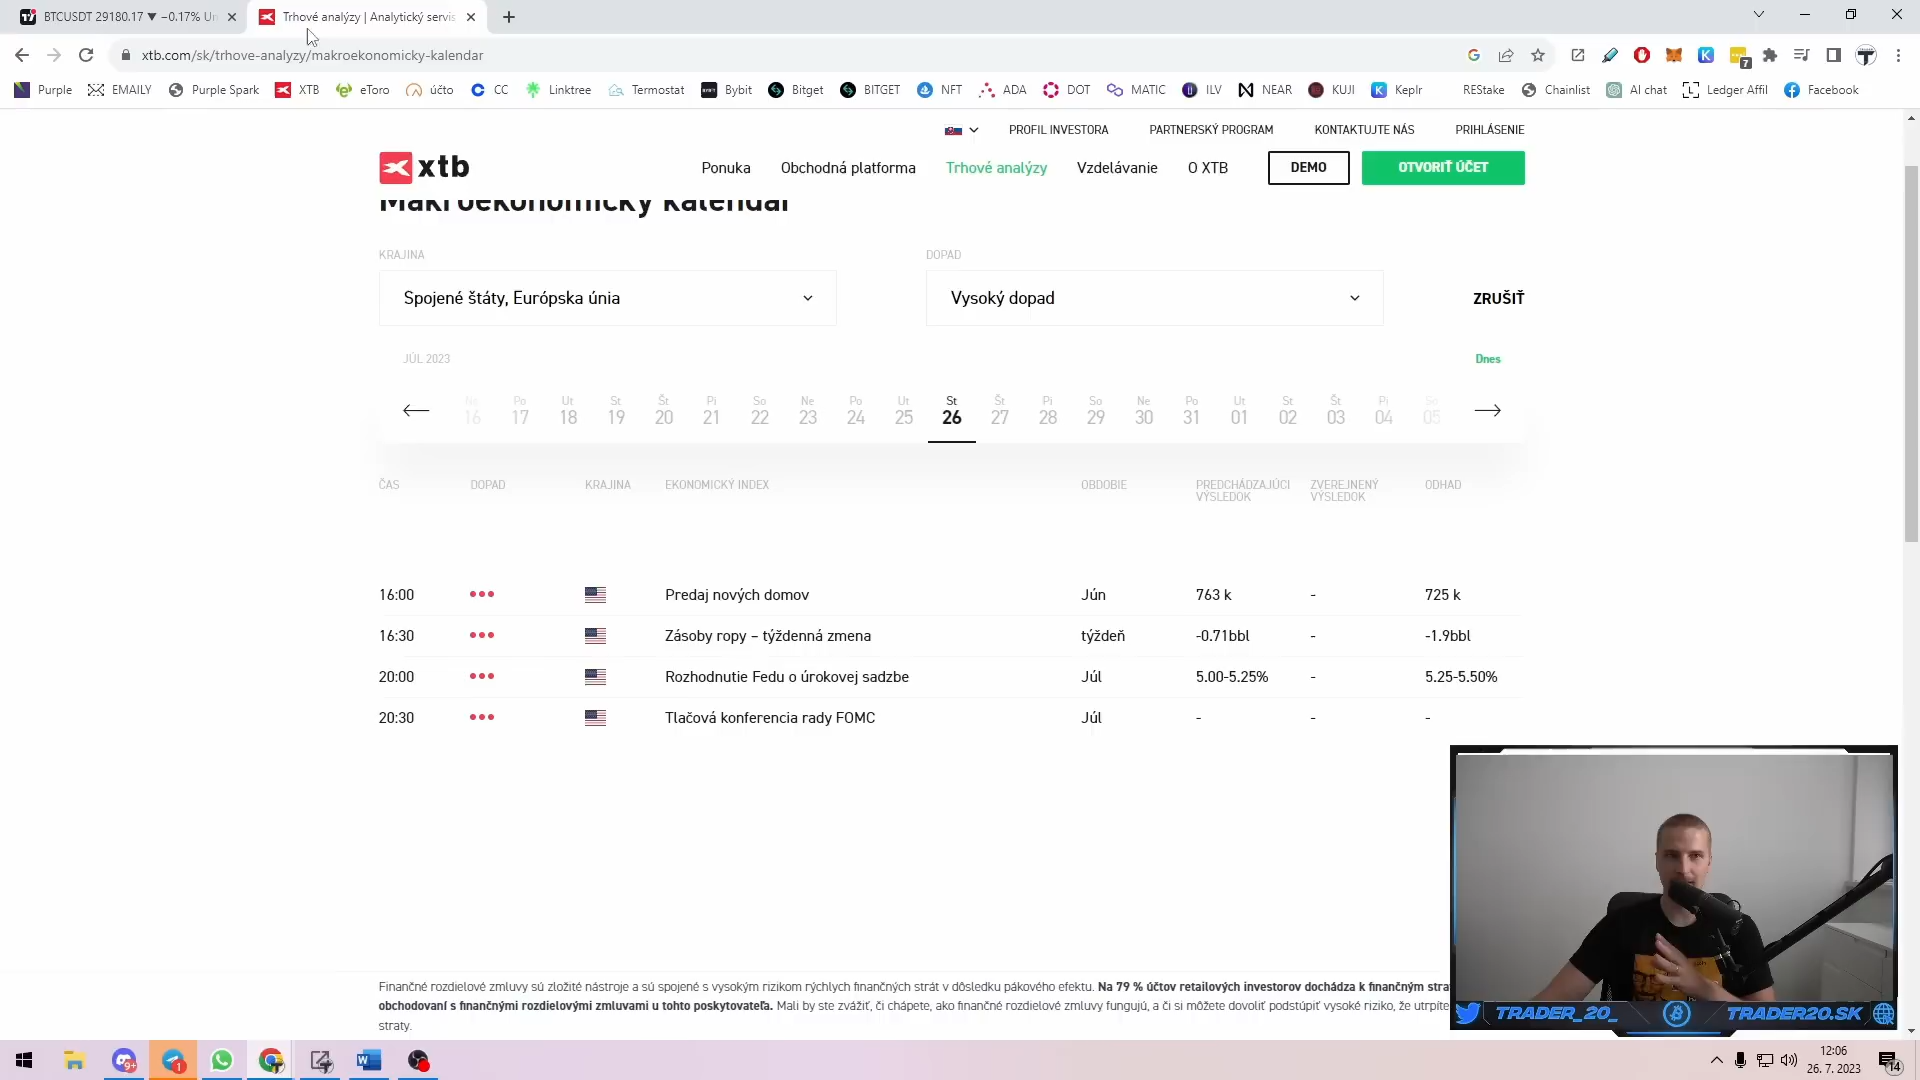 BTCUSDT 29180.17 ▼ −0.17% Un
Trhové analýzy | Analytický servis
xtb.com/sk/trhove-analyzy/makroekonomicky-kalendar
7
Purple EMAILY Purple Spark XTB eToro účto CC Linktree Termostat Bybit Bitget BITGET NFT ADA DOT MATIC ILV NEAR KUJI Keplr REStake Chainlist AI chat Ledger Affil Facebook
PROFIL INVESTORA PARTNERSKÝ PROGRAM KONTAKTUJTE NÁS PRIHLÁSENIE
xtb Ponuka Obchodná platforma Trhové analýzy Vzdelávanie O XTB DEMO OTVORIŤ ÚČET
Makroekonomický kalendár
KRAJINA DOPAD
Spojené štáty, Európska únia Vysoký dopad ZRUŠIŤ
JÚL 2023 Dnes
Ne Po Ut St Št Pi So Ne Po Ut St Št Pi So Ne Po Ut St Št Pi So
16 17 18 19 20 21 22 23 24 25 26 27 28 29 30 31 01 02 03 04 05
ČAS DOPAD KRAJINA EKONOMICKÝ INDEX OBDOBIE PREDCHÁDZAJÚCI VÝSLEDOK ZVEREJNENÝ VÝSLEDOK ODHAD
16:00 Predaj nových domov Jún 763 k - 725 k
16:30 Zásoby ropy – týždenná zmena týždeň -0.71bbl - -1.9bbl
20:00 Rozhodnutie Fedu o úrokovej sadzbe Júl 5.00-5.25% - 5.25-5.50%
20:30 Tlačová konferencia rady FOMC Júl - - -
Finančné rozdielové zmluvy sú zložité nástroje a sú spojené s vysokým rizikom rýchlych finančných strát v dôsledku pákového efektu. Na 79 % účtov retailových investorov dochádza k finančným stra
obchodovaní s finančnými rozdielovými zmluvami u tohto poskytovateľa. Mali by ste zvážiť, či chápete, ako finančné rozdielové zmluvy fungujú, a či si môžete dovoliť podstúpiť vysoké riziko, že utrpíte
straty.
TRADER_20_ TRADER20.SK
9+ 1
12:06
26. 7. 2023
14